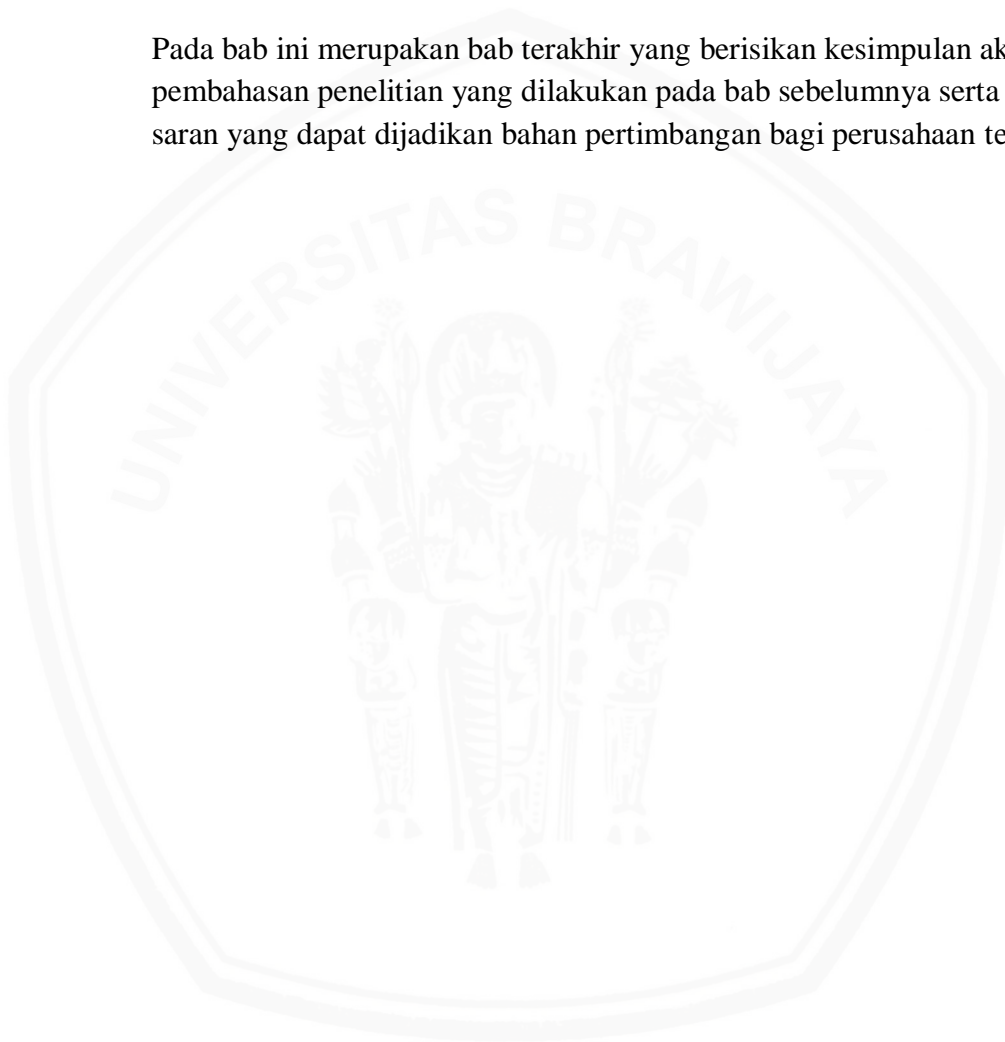 Pada bab ini merupakan bab terakhir yang berisikan kesimpulan
pembahasan penelitian yang dilakukan pada bab sebelumnya serta
saran yang dapat dijadikan bahan pertimbangan bagi perusahaan
UNIVERSITAS BRAWIJAYA